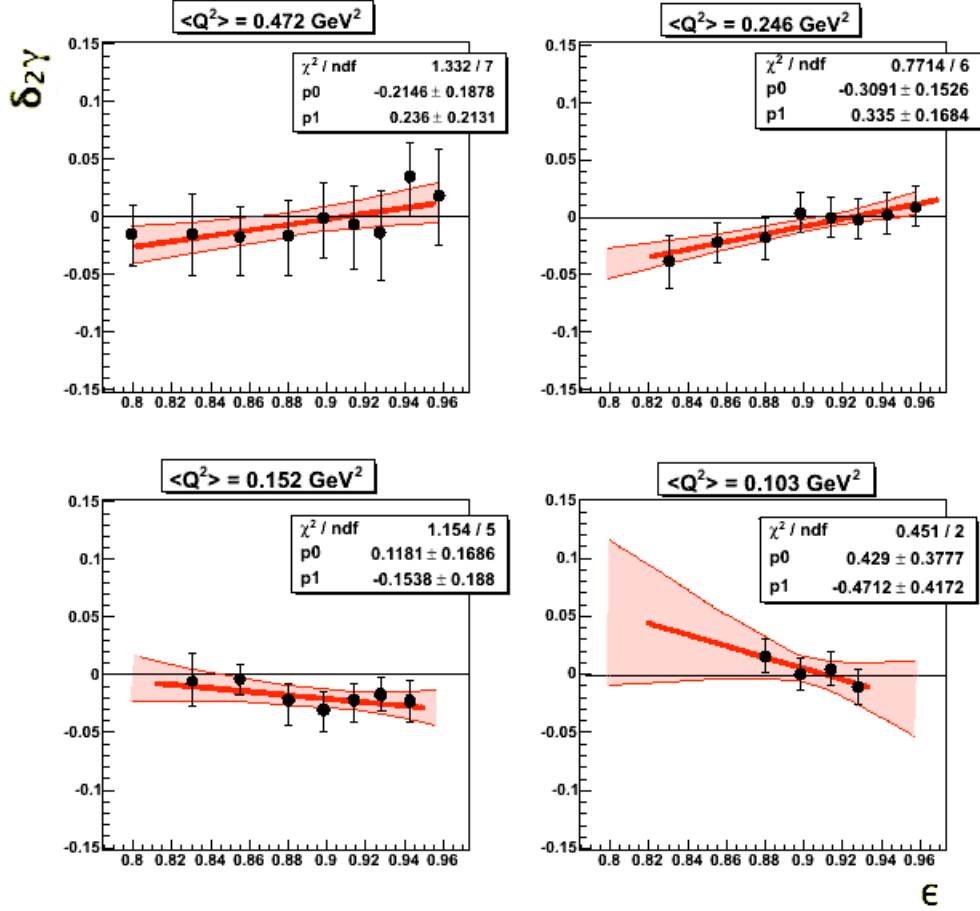 <Q²> = 0.472 GeV²
<Q²> = 0.246 GeV²
δ₂γ
0.15
0.1
0.05
0
-0.05
-0.1
-0.15
0.8 0.82 0.84 0.86 0.88 0.9 0.92 0.94 0.96
χ² / ndf 1.332 / 7
p0 -0.2146 ± 0.1878
p1 0.236 ± 0.2131
0.15
0.1
0.05
0
-0.05
-0.1
-0.15
0.8 0.82 0.84 0.86 0.88 0.9 0.92 0.94 0.96
χ² / ndf 0.7714 / 6
p0 -0.3091 ± 0.1526
p1 0.335 ± 0.1684
<Q²> = 0.152 GeV²
<Q²> = 0.103 GeV²
0.15
0.1
0.05
0
-0.05
-0.1
-0.15
0.8 0.82 0.84 0.86 0.88 0.9 0.92 0.94 0.96
χ² / ndf 1.154 / 5
p0 0.1181 ± 0.1686
p1 -0.1538 ± 0.188
0.15
0.1
0.05
0
-0.05
-0.1
-0.15
0.8 0.82 0.84 0.86 0.88 0.9 0.92 0.94 0.96
χ² / ndf 0.451 / 2
p0 0.429 ± 0.3777
p1 -0.4712 ± 0.4172
ϵ